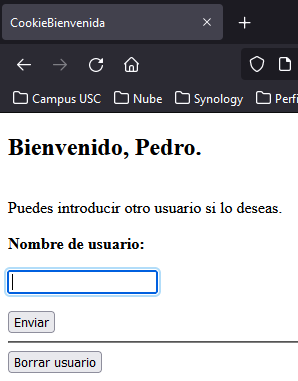 CookieBienvenida
Campus USC Nube Synology Perfi
Bienvenido, Pedro.
Puedes introducir otro usuario si lo deseas.
Nombre de usuario:
Enviar
Borrar usuario